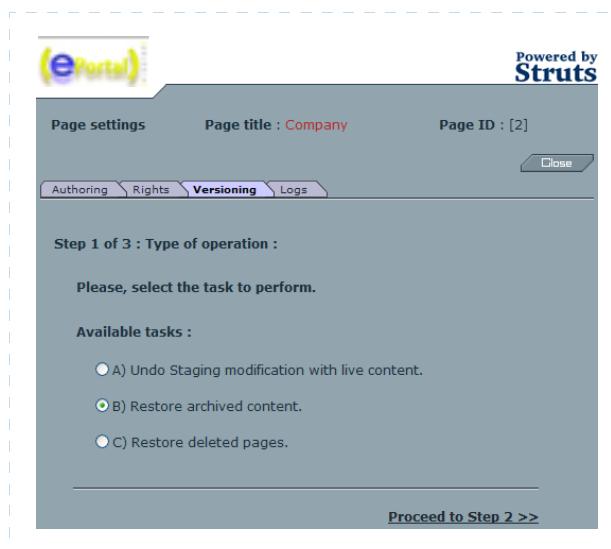 (ePortal)
Powered by
Struts
Page settings Page title : Company Page ID : [2]
Close
Authoring Rights Versioning Logs
Step 1 of 3 : Type of operation :
Please, select the task to perform.
Available tasks :
A) Undo Staging modification with live content.
B) Restore archived content.
C) Restore deleted pages.
Proceed to Step 2 >>